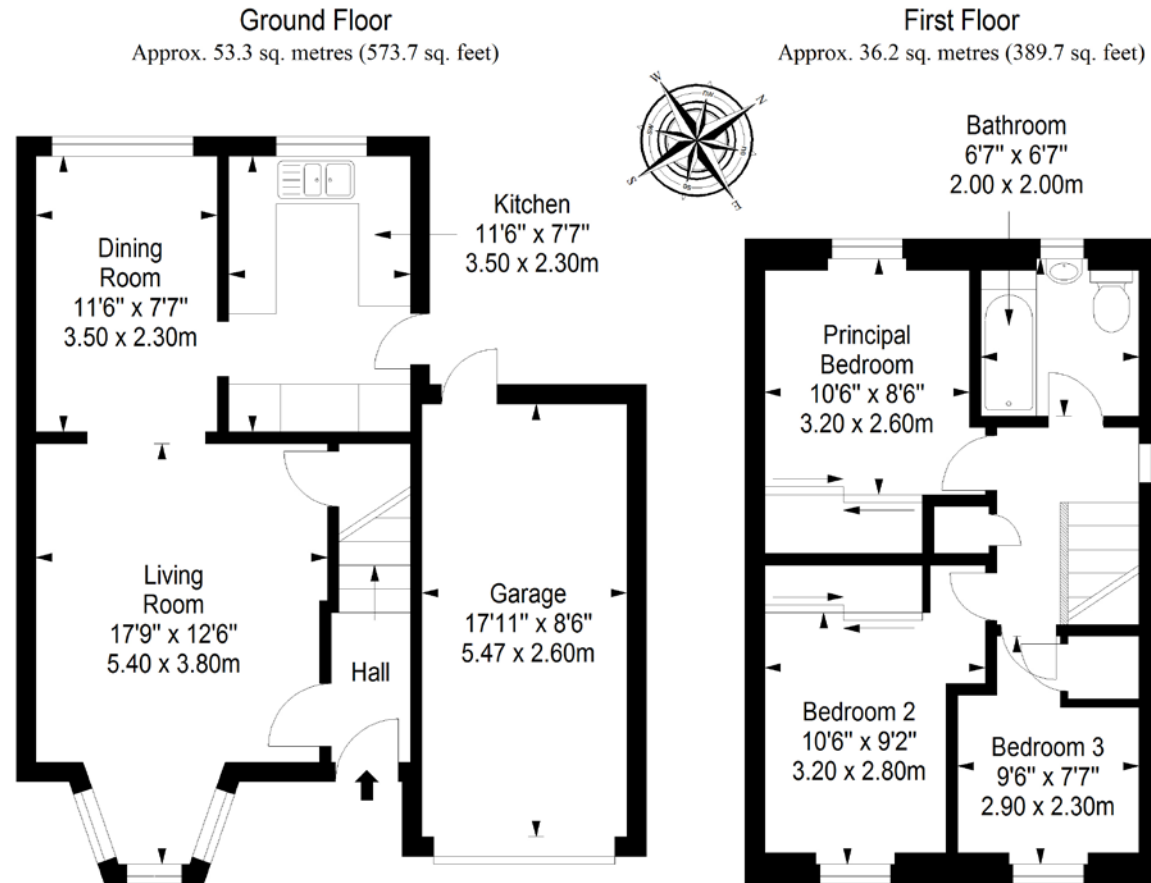 Ground Floor
Approx. 53.3 sq. metres (573.7 sq. feet)
First Floor
Approx. 36.2 sq. metres (389.7 sq. feet)
W
N
S
E
Bathroom
6'7" x 6'7"
2.00 x 2.00m
Kitchen
11'6" x 7'7"
3.50 x 2.30m
Dining
Room
11'6" x 7'7"
3.50 x 2.30m
Principal
Bedroom
10'6" x 8'6"
3.20 x 2.60m
Living
Room
17'9" x 12'6"
5.40 x 3.80m
Garage
17'11" x 8'6"
5.47 x 2.60m
Hall
Bedroom 2
10'6" x 9'2"
3.20 x 2.80m
Bedroom 3
9'6" x 7'7"
2.90 x 2.30m